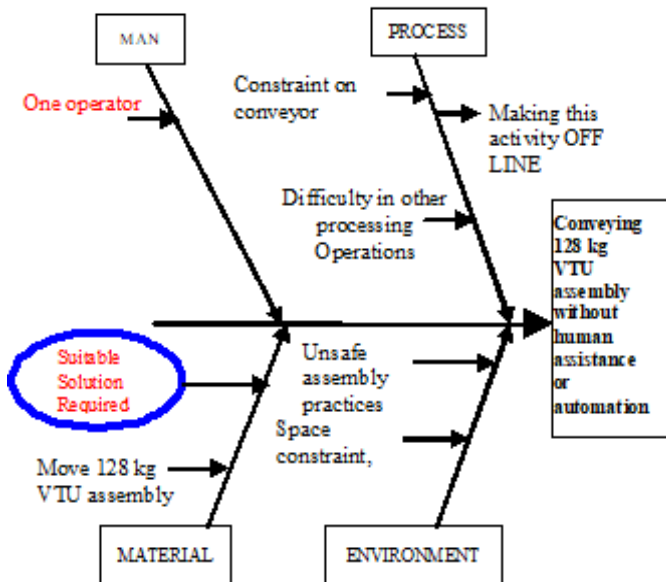 MAN
PROCESS
One operator
Constraint on
conveyor
Making this
activity OFF
LINE
Difficulty in other
processing
Operations
Conveying
128 kg
VTU
assembly
without
human
assistance
or
automation
Suitable
Solution
Required
Unsafe
assembly
practices
Space
constraint,
Move 128 kg
VTU assembly
MATERIAL
ENVIRONMENT